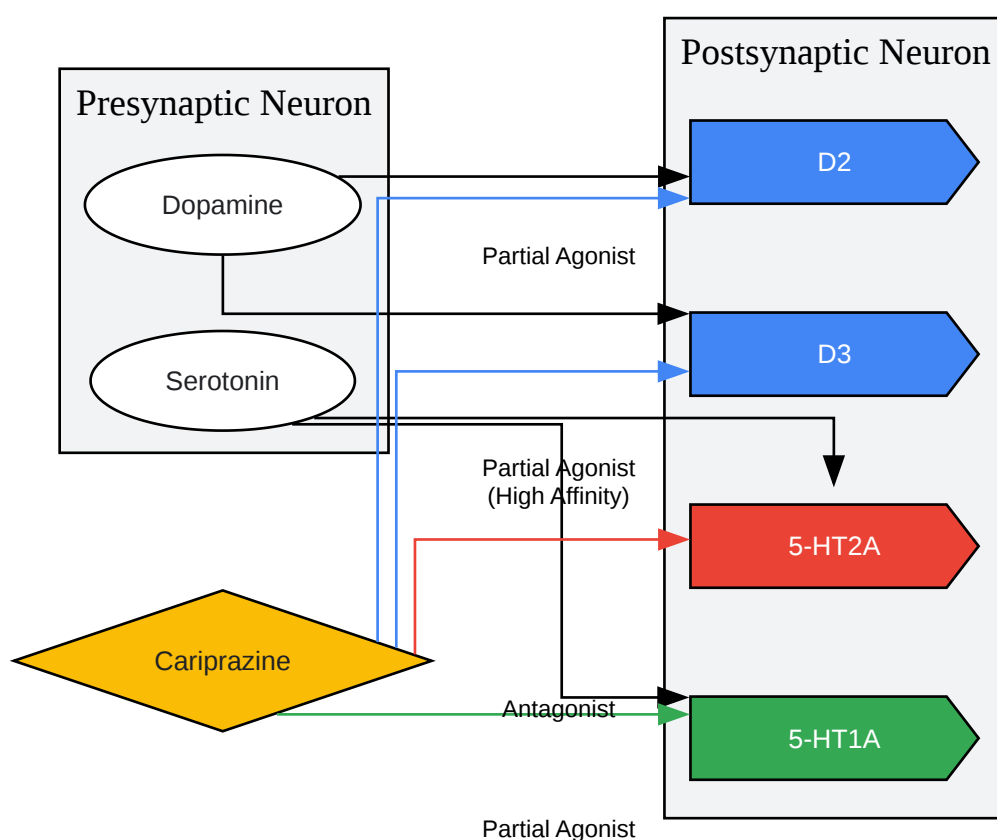 Postsynaptic Neuron
Presynaptic Neuron
D2
Dopamine
Partial Agonist
D3
Serotonin
Partial Agonist
(High Affinity)
5-HT2A
Cariprazine
Antagonist
5-HT1A
Partial Agonist